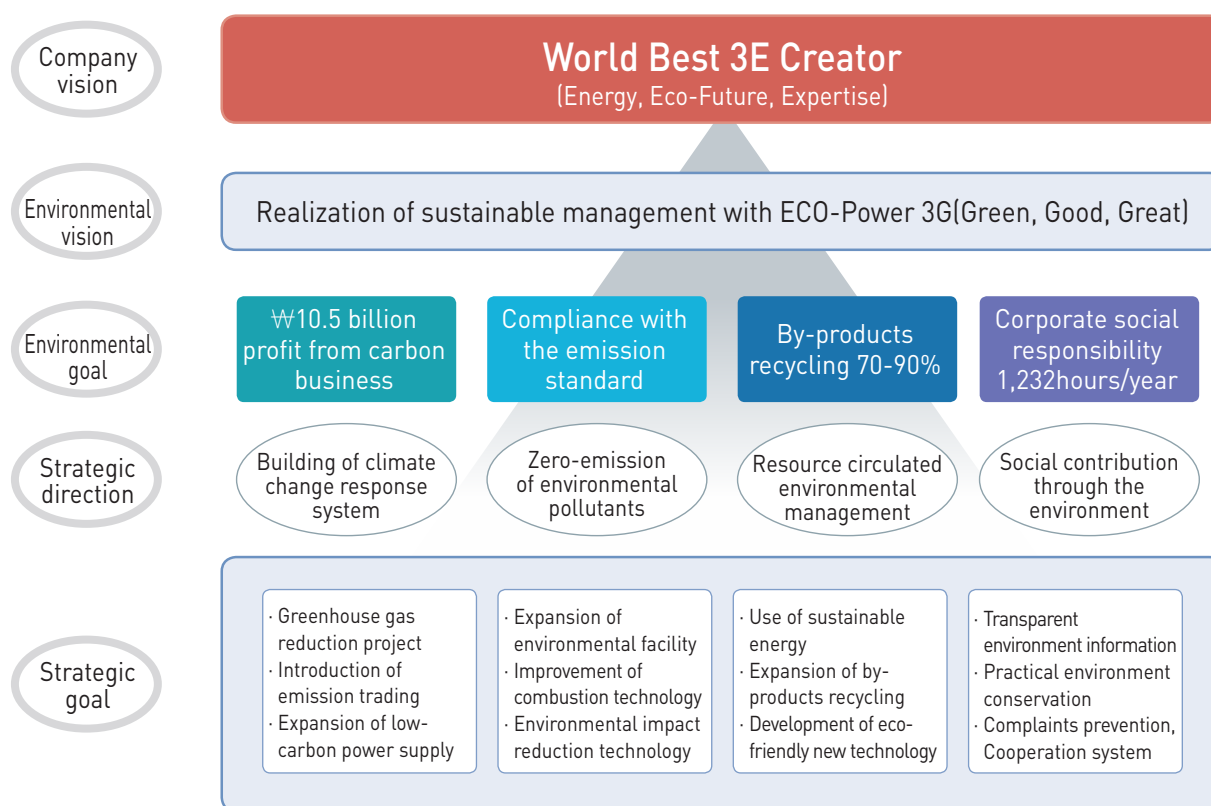 Company
vision
World Best 3E Creator
(Energy, Eco-Future, Expertise)
Environmental
vision
Realization of sustainable management with ECO-Power 3G(Green, Good, Great)
Environmental
goal
₩10.5 billion
profit from carbon
business
Compliance with
the emission
standard
By-products
recycling 70-90%
Corporate social
responsibility
1,232hours/year
Strategic
direction
Building of climate
change response
system
Zero-emission
of environmental
pollutants
Resource circulated
environmental
management
Social contribution
through the
environment
Strategic
goal
· Greenhouse gas
reduction project
· Introduction of
emission trading
· Expansion of low-
carbon power supply
· Expansion of
environmental facility
· Improvement of
combustion technology
· Environmental impact
reduction technology
· Use of sustainable
energy
· Expansion of by-
products recycling
· Development of eco-
friendly new technology
· Transparent
environment information
· Practical environment
conservation
· Complaints prevention,
Cooperation system